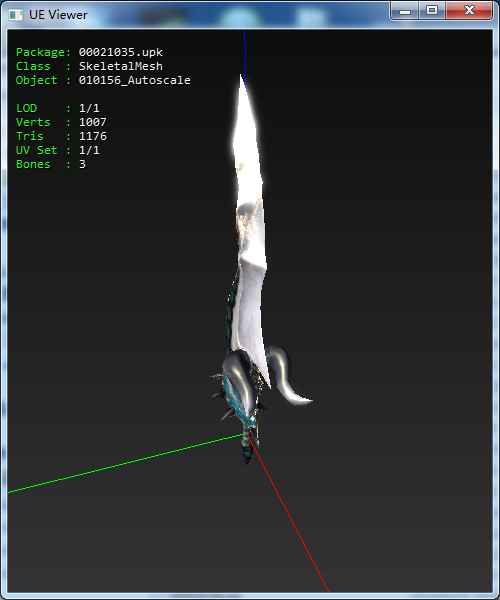 UE Viewer
Package: 00021035.upk
Class : SkeletalMesh
Object : 010156_Autoscale
LOD : 1/1
Verts : 1007
Tris : 1176
UV Set : 1/1
Bones : 3